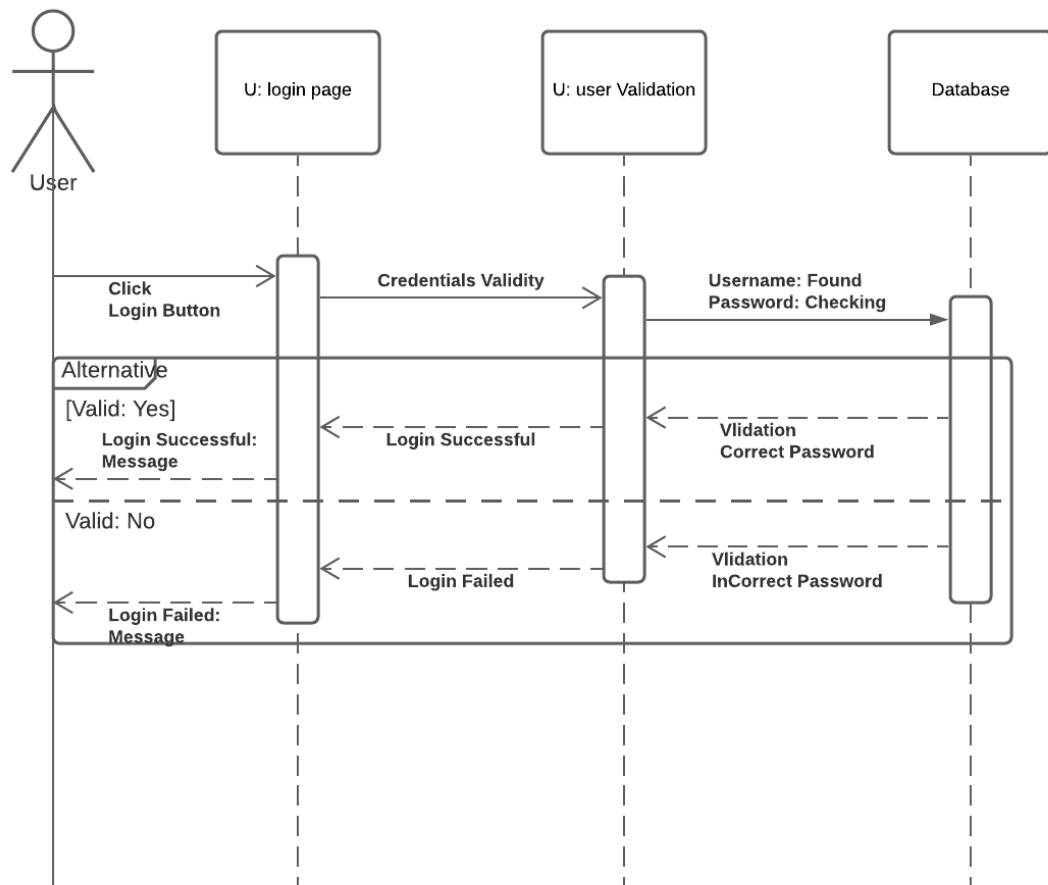 User
U: login page
U: user Validation
Database
Click
Login Button
Credentials Validity
Username: Found
Password: Checking
Alternative
[Valid: Yes]
Vlidation
Correct Password
Login Successful
Login Successful:
Message
Valid: No
Vlidation
InCorrect Password
Login Failed
Login Failed:
Message